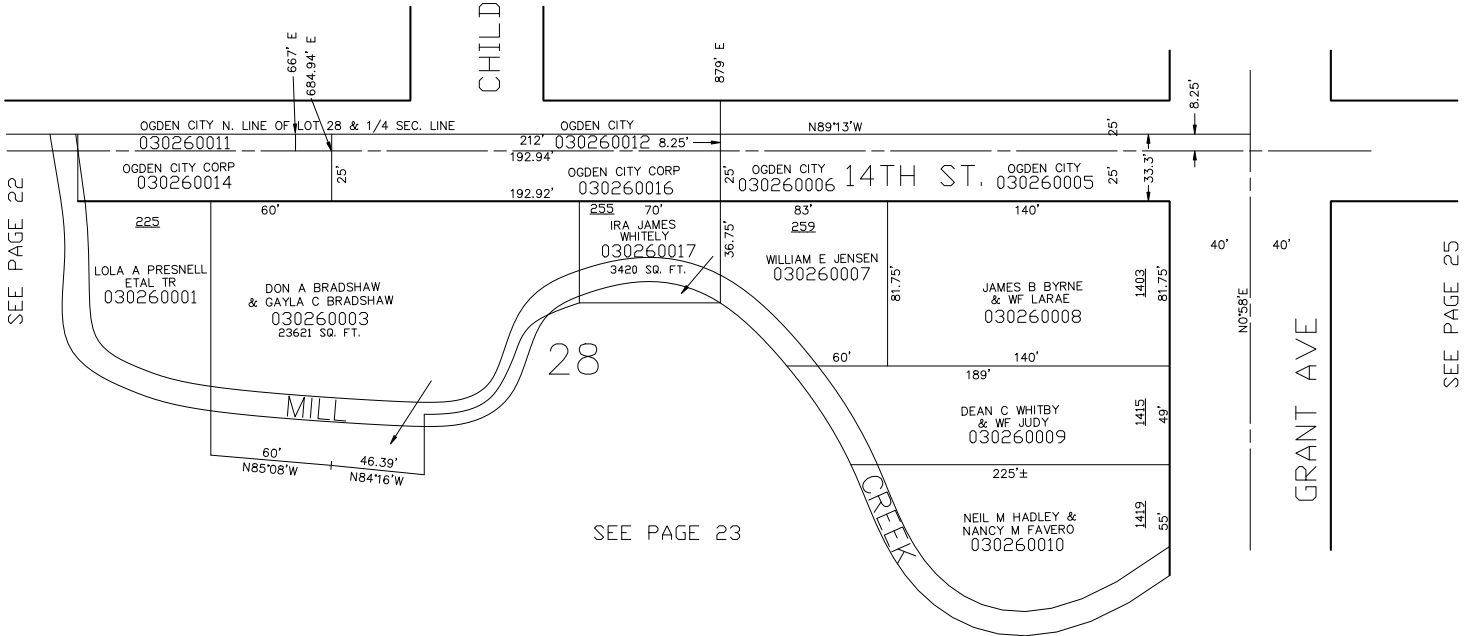 CHILD
667' E
684.94' E
879' E
8.25'
OGDEN CITY N. LINE OF LOT 28 & 1/4 SEC. LINE
030260011
OGDEN CITY
212' 030260012 8.25'
N89°13'W
25'
192.94'
33.3'
OGDEN CITY CORP
030260014
25'
OGDEN CITY CORP
030260016
192.92'
25'
OGDEN CITY
030260006
14TH ST.
OGDEN CITY
030260005
25'
SEE PAGE 22
225
60'
255
70'
83'
259
140'
LOLA A PRESNELL
ETAL TR
030260001
DON A BRADSHAW
& GAYLA C BRADSHAW
030260003
23621 SQ. FT.
IRA JAMES
WHITELY
030260017
3420 SQ. FT.
36.75'
WILLIAM E JENSEN
030260007
81.75'
JAMES B BYRNE
& WF LARAE
030260008
1403
81.75'
40'
40'
N0°58'E
SEE PAGE 25
28
60'
140'
189'
GRANT AVE
MILL
DEAN C WHITBY
& WF JUDY
030260009
1415
49'
60'
N85°08'W
46.39'
N84°16'W
225'±
CREEK
SEE PAGE 23
NEIL M HADLEY &
NANCY M FAVERO
030260010
1419
55'